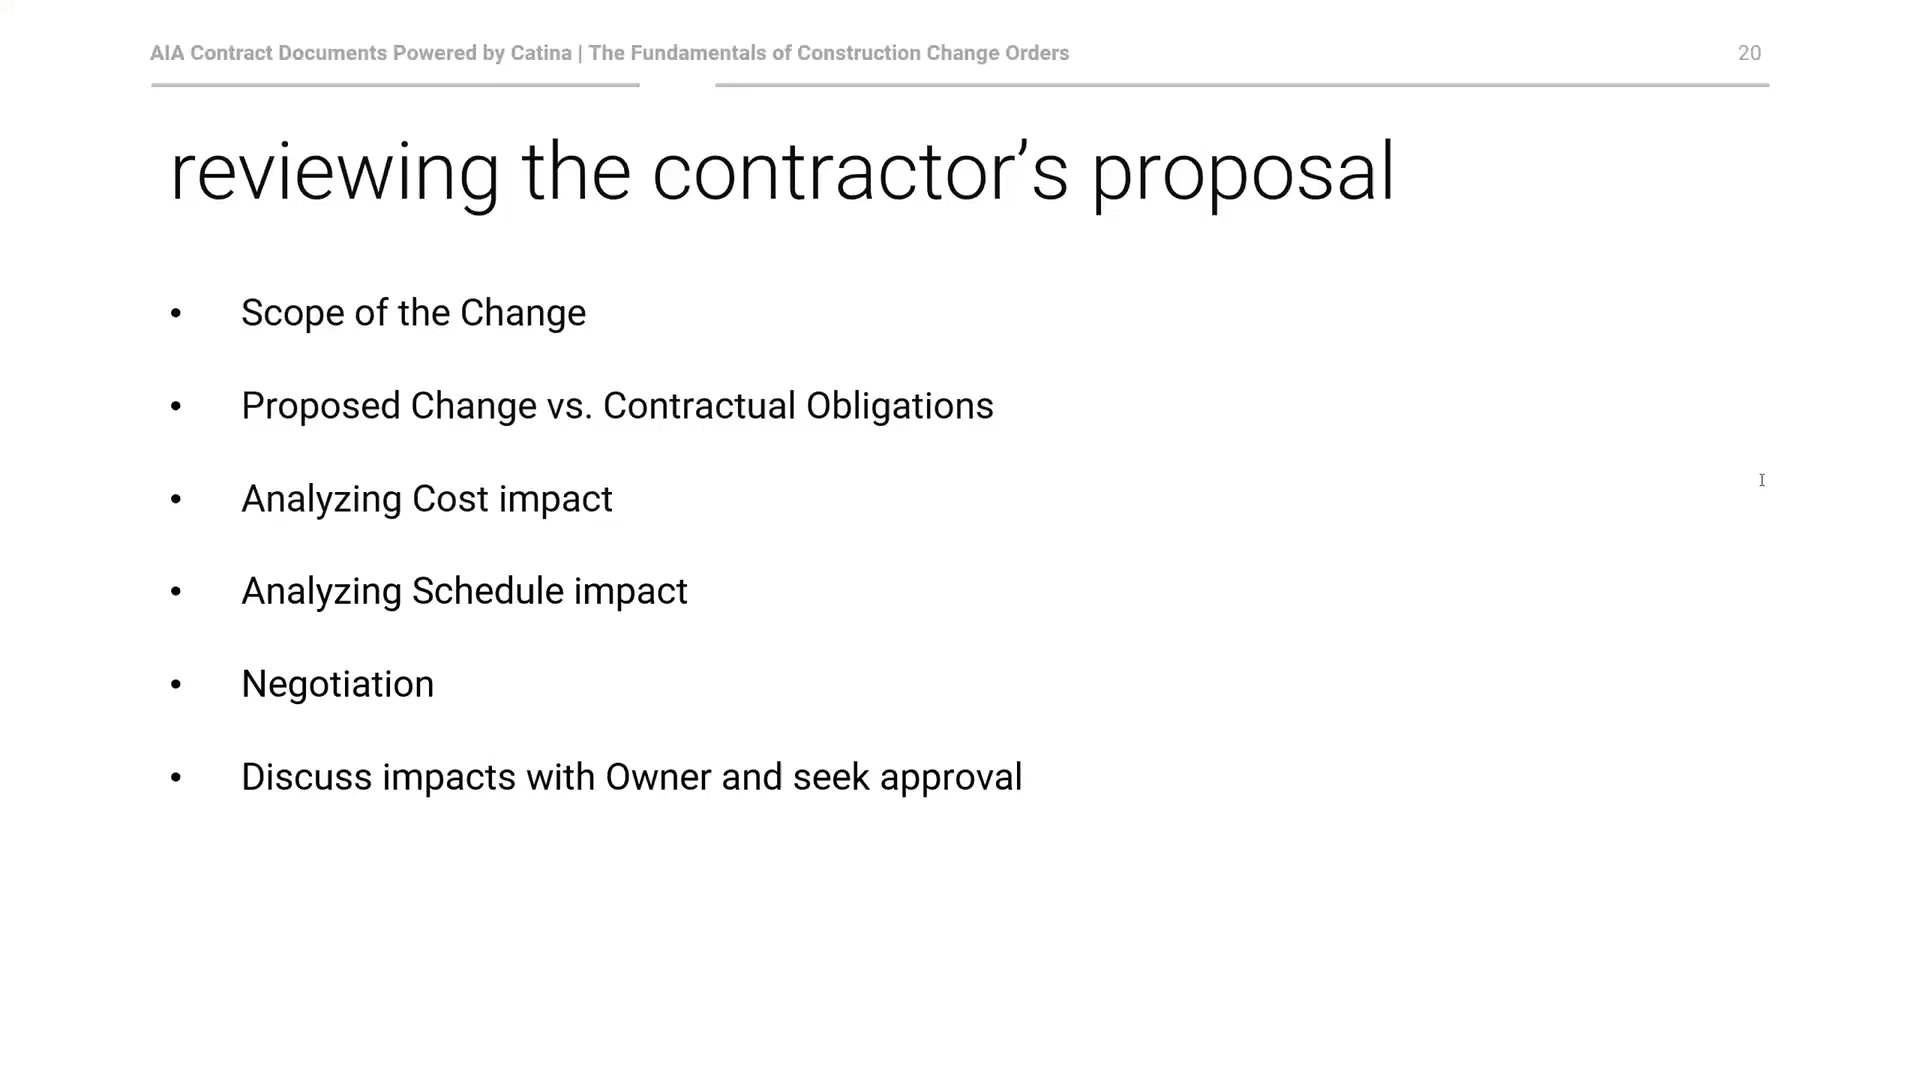 AIA Contract Documents Powered by Catina | The Fundamentals of Construction Change Orders
20
reviewing the contractor’s proposal
• Scope of the Change
• Proposed Change vs. Contractual Obligations
• Analyzing Cost impact
• Analyzing Schedule impact
• Negotiation
• Discuss impacts with Owner and seek approval